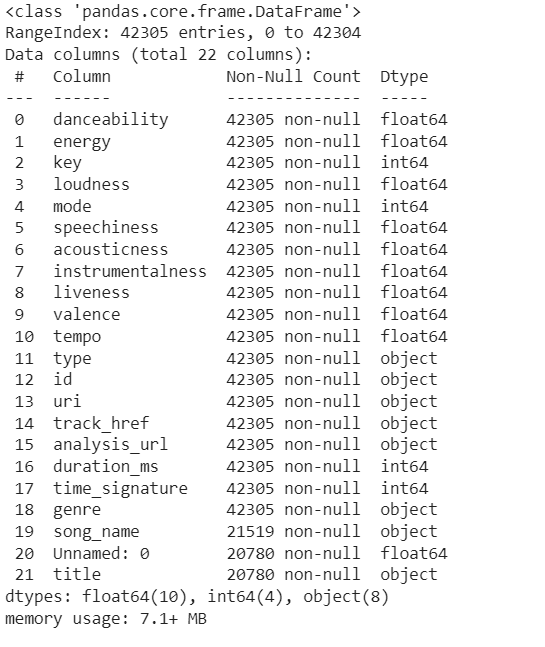 <class 'pandas.core.frame.DataFrame'>
RangeIndex: 42305 entries, 0 to 42304
Data columns (total 22 columns):
 #   Column            Non-Null Count  Dtype
---  ------            --------------  -----
 0   danceability      42305 non-null  float64
 1   energy            42305 non-null  float64
 2   key               42305 non-null  int64
 3   loudness          42305 non-null  float64
 4   mode              42305 non-null  int64
 5   speechiness       42305 non-null  float64
 6   acousticness      42305 non-null  float64
 7   instrumentalness  42305 non-null  float64
 8   liveness          42305 non-null  float64
 9   valence           42305 non-null  float64
 10  tempo             42305 non-null  float64
 11  type              42305 non-null  object
 12  id                42305 non-null  object
 13  uri               42305 non-null  object
 14  track_href        42305 non-null  object
 15  analysis_url      42305 non-null  object
 16  duration_ms       42305 non-null  int64
 17  time_signature    42305 non-null  int64
 18  genre             42305 non-null  object
 19  song_name         21519 non-null  object
 20  Unnamed: 0        20780 non-null  float64
 21  title             20780 non-null  object
dtypes: float64(10), int64(4), object(8)
memory usage: 7.1+ MB